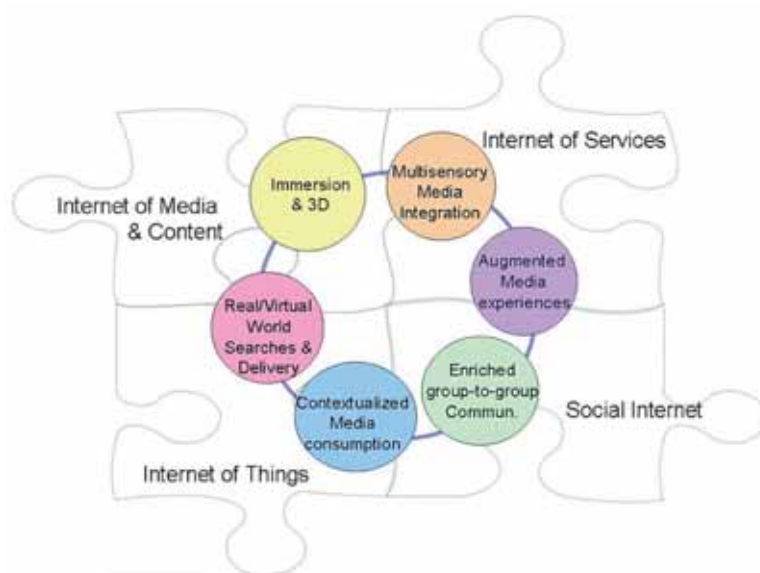 Internet of Services
Multisensory
Media
Integration
Immersion
& 3D
Internet of Media
& Content
Augmented
Media
experiences
Real/Virtual
World
Searches &
Delivery
Enriched
group-to-group
Commun.
Contextualized
Media
consumption
Social Internet
Internet of Things